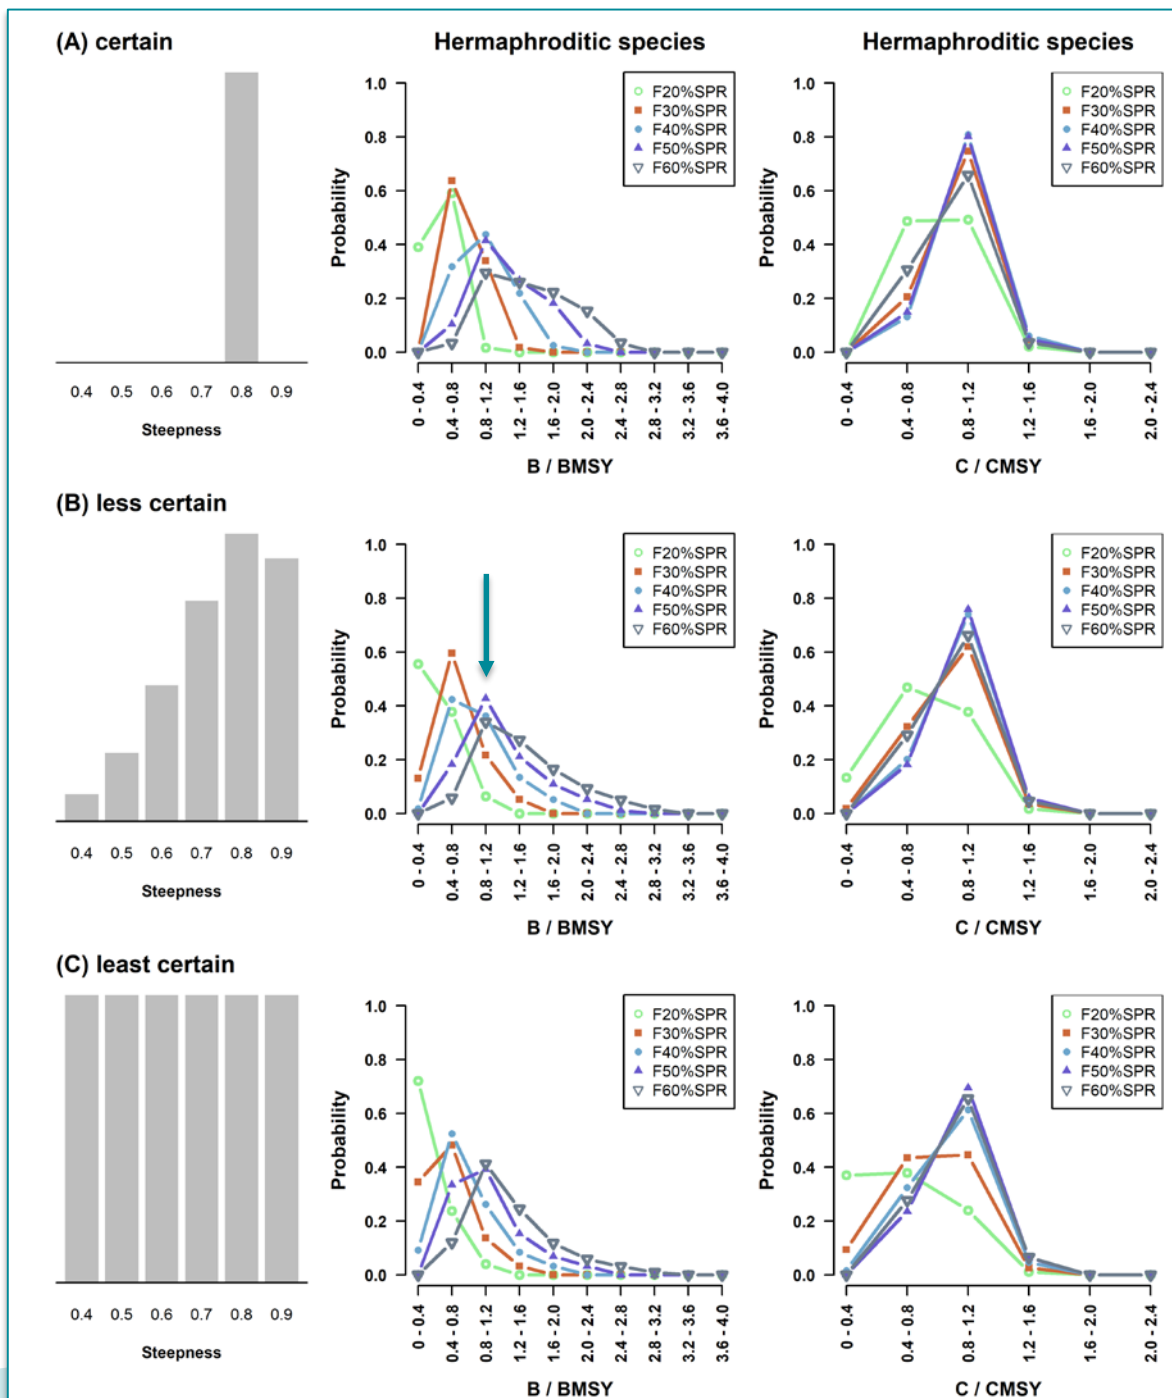 (A) certain
Hermaphroditic species
Hermaphroditic species
0.4 0.5 0.6 0.7 0.8 0.9
Steepness
Probability
1.0
0.8
0.6
0.4
0.2
0.0
F20%SPR
F30%SPR
F40%SPR
F50%SPR
F60%SPR
0 - 0.4
0.4 - 0.8
0.8 - 1.2
1.2 - 1.6
1.6 - 2.0
2.0 - 2.4
2.4 - 2.8
2.8 - 3.2
3.2 - 3.6
3.6 - 4.0
B / BMSY
Probability
1.0
0.8
0.6
0.4
0.2
0.0
F20%SPR
F30%SPR
F40%SPR
F50%SPR
F60%SPR
0 - 0.4
0.4 - 0.8
0.8 - 1.2
1.2 - 1.6
1.6 - 2.0
2.0 - 2.4
C / CMSY
(B) less certain
0.4 0.5 0.6 0.7 0.8 0.9
Steepness
Probability
1.0
0.8
0.6
0.4
0.2
0.0
F20%SPR
F30%SPR
F40%SPR
F50%SPR
F60%SPR
0 - 0.4
0.4 - 0.8
0.8 - 1.2
1.2 - 1.6
1.6 - 2.0
2.0 - 2.4
2.4 - 2.8
2.8 - 3.2
3.2 - 3.6
3.6 - 4.0
B / BMSY
Probability
1.0
0.8
0.6
0.4
0.2
0.0
F20%SPR
F30%SPR
F40%SPR
F50%SPR
F60%SPR
0 - 0.4
0.4 - 0.8
0.8 - 1.2
1.2 - 1.6
1.6 - 2.0
2.0 - 2.4
C / CMSY
(C) least certain
0.4 0.5 0.6 0.7 0.8 0.9
Steepness
Probability
1.0
0.8
0.6
0.4
0.2
0.0
F20%SPR
F30%SPR
F40%SPR
F50%SPR
F60%SPR
0 - 0.4
0.4 - 0.8
0.8 - 1.2
1.2 - 1.6
1.6 - 2.0
2.0 - 2.4
2.4 - 2.8
2.8 - 3.2
3.2 - 3.6
3.6 - 4.0
B / BMSY
Probability
1.0
0.8
0.6
0.4
0.2
0.0
F20%SPR
F30%SPR
F40%SPR
F50%SPR
F60%SPR
0 - 0.4
0.4 - 0.8
0.8 - 1.2
1.2 - 1.6
1.6 - 2.0
2.0 - 2.4
C / CMSY